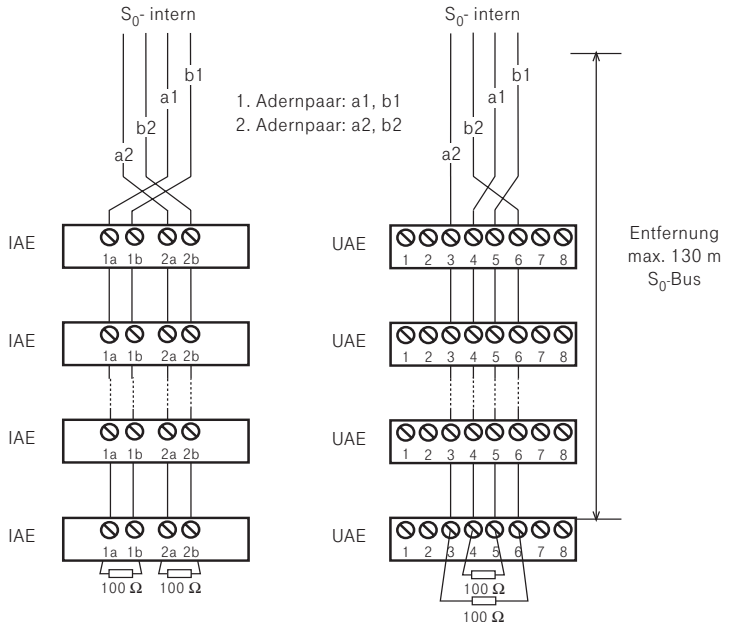 S0- intern
S0- intern
b1
a1
b2
a2
1. Adernpaar: a1, b1
2. Adernpaar: a2, b2
b1
a1
b2
a2
IAE
1a 1b 2a 2b
UAE
1 2 3 4 5 6 7 8
Entfernung
max. 130 m
S0-Bus
IAE
1a 1b 2a 2b
UAE
1 2 3 4 5 6 7 8
IAE
1a 1b 2a 2b
UAE
1 2 3 4 5 6 7 8
IAE
1a 1b 2a 2b
100 Ω 100 Ω
UAE
1 2 3 4 5 6 7 8
100 Ω
100 Ω